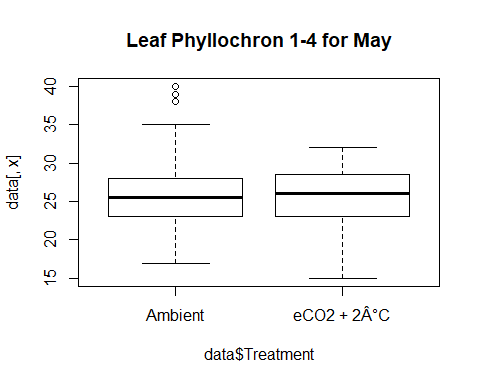 Leaf Phyllochron 1-4 for May
data[, x]
40
35
30
25
20
15
Ambient
eCO2 + 2Â°C
data$Treatment